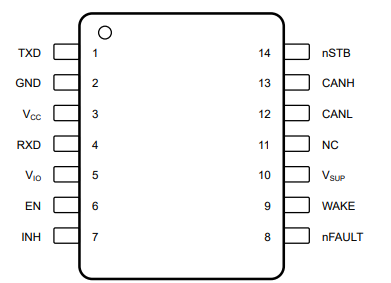 TXD 1 14 nSTB
GND 2 13 CANH
VCC 3 12 CANL
RXD 4 11 NC
VIO 5 10 VSUP
EN 6 9 WAKE
INH 7 8 nFAULT